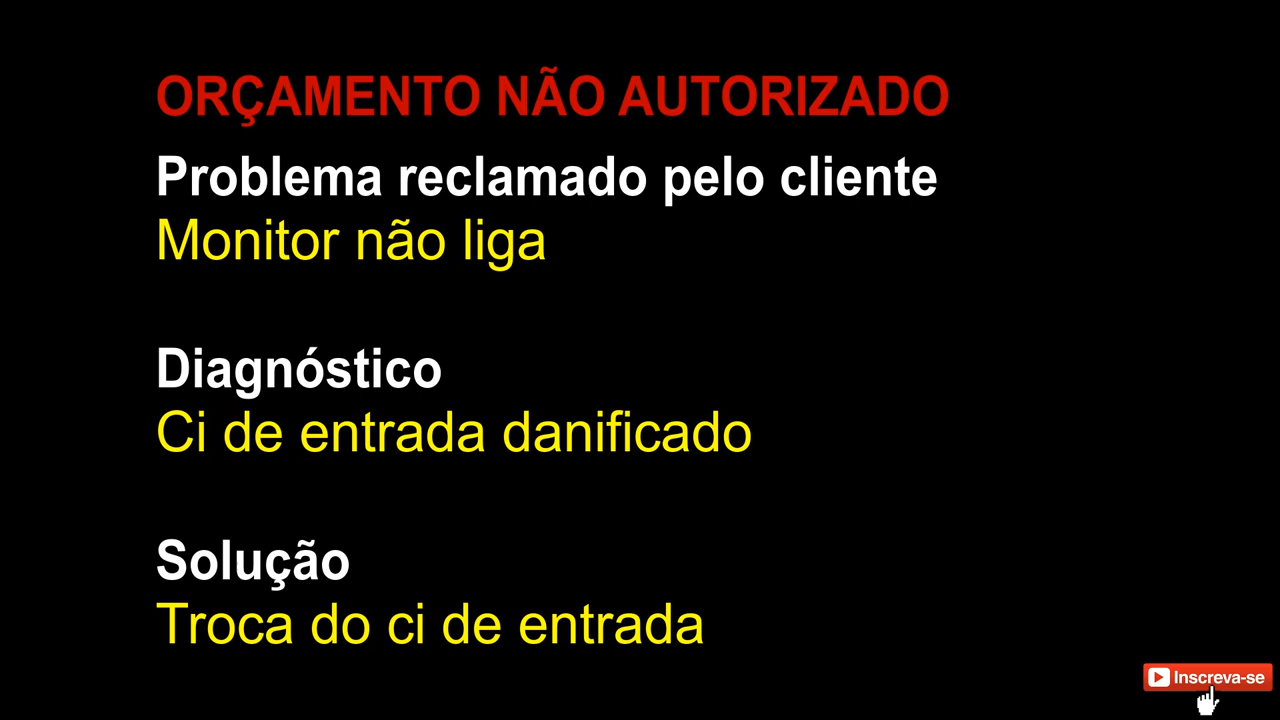 ORÇAMENTO NÃO AUTORIZADO
Problema reclamado pelo cliente
Monitor não liga
Diagnóstico
Ci de entrada danificado
Solução
Troca do ci de entrada
Inscreva-se